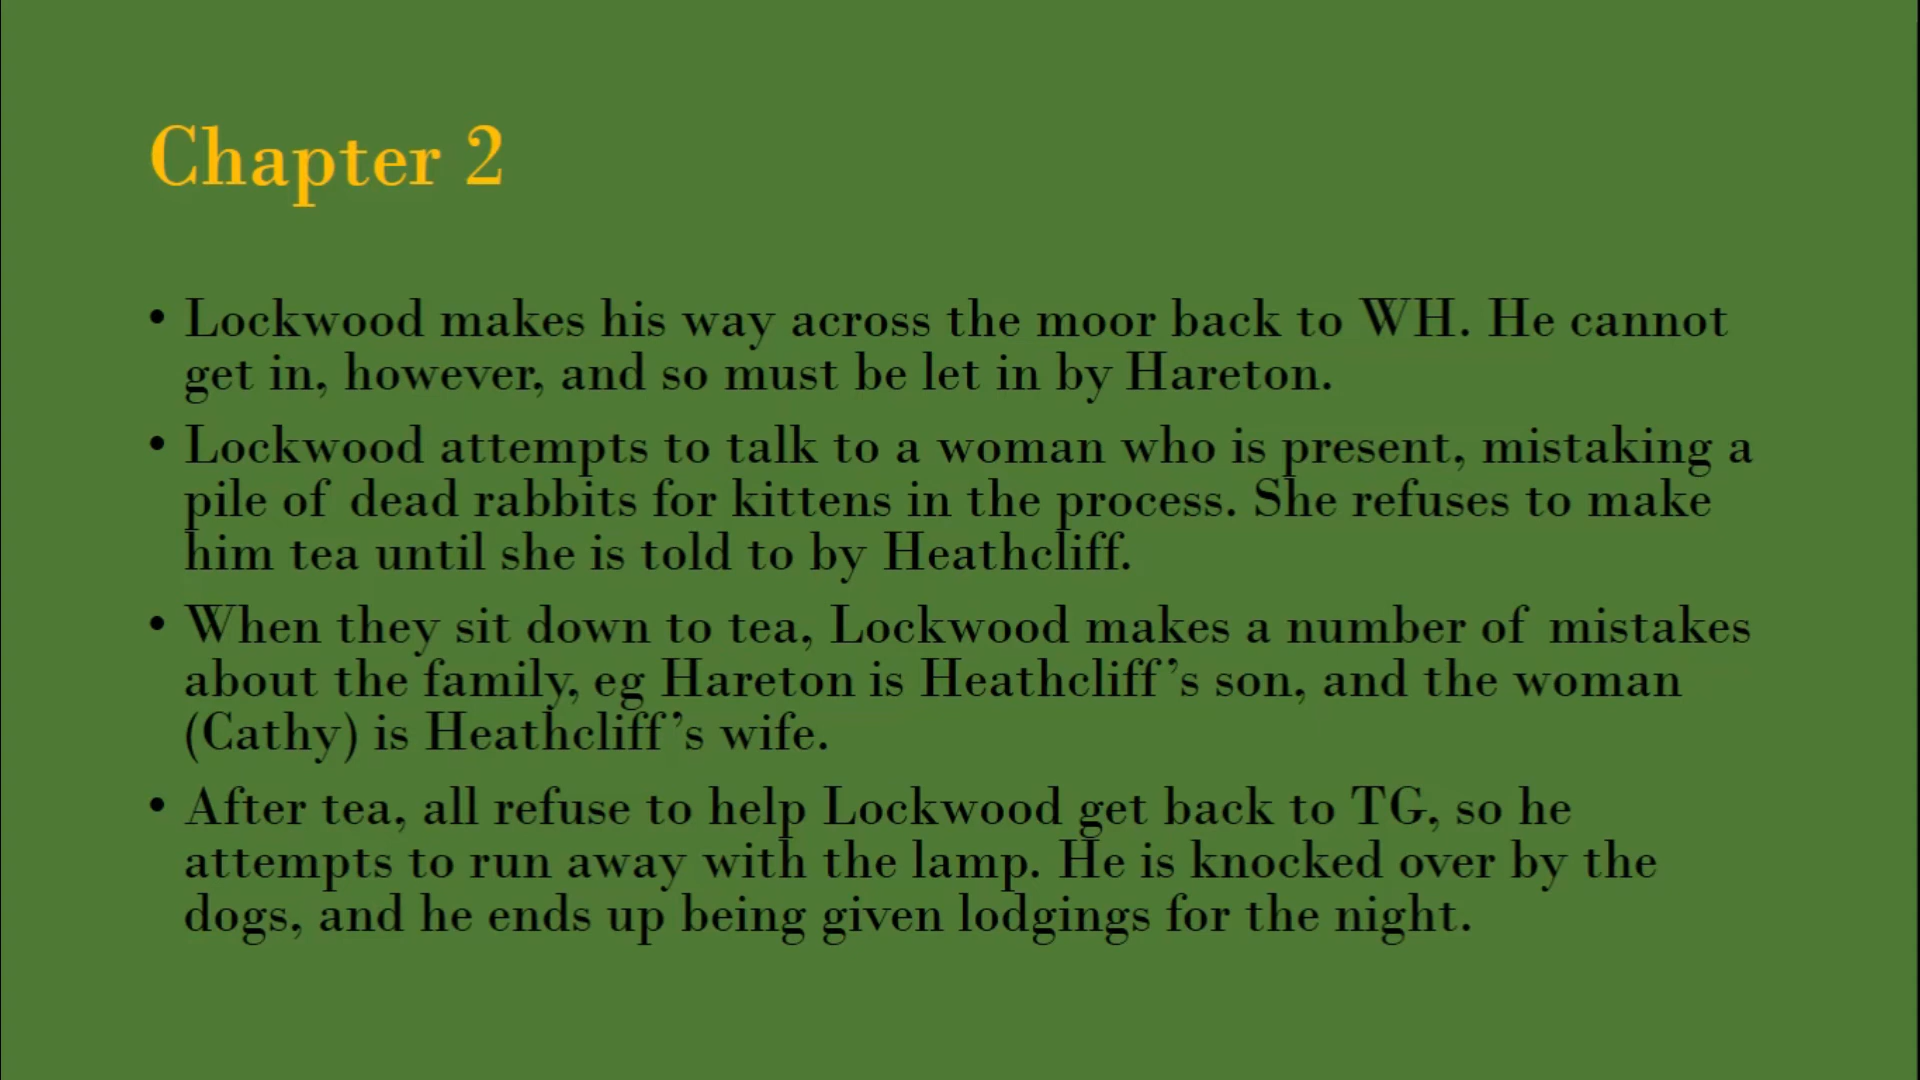 Chapter 2
• Lockwood makes his way across the moor back to WH. He cannot
get in, however, and so must be let in by Hareton.
• Lockwood attempts to talk to a woman who is present, mistaking a
pile of dead rabbits for kittens in the process. She refuses to make
him tea until she is told to by Heathcliff.
• When they sit down to tea, Lockwood makes a number of mistakes
about the family, eg Hareton is Heathcliff’s son, and the woman
(Cathy) is Heathcliff’s wife.
• After tea, all refuse to help Lockwood get back to TG, so he
attempts to run away with the lamp. He is knocked over by the
dogs, and he ends up being given lodgings for the night.